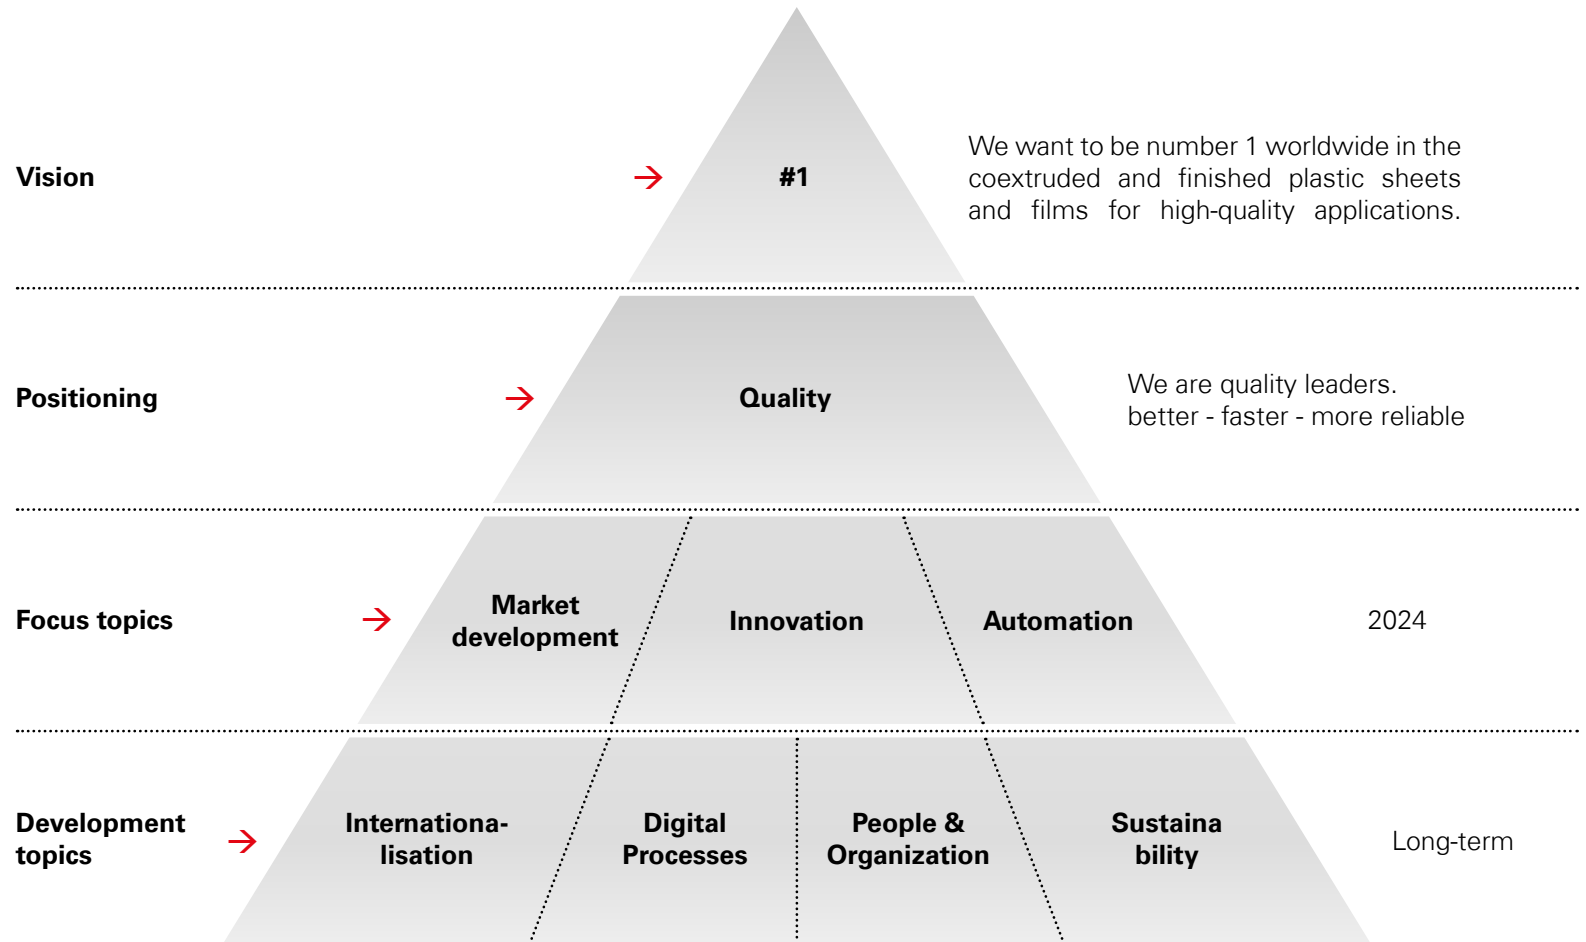 Vision
#1
We want to be number 1 worldwide in the
coextruded and finished plastic sheets
and films for high-quality applications.
Positioning
Quality
We are quality leaders.
better - faster - more reliable
Focus topics
Market
development
Innovation
Automation
2024
Development
topics
Internationa-
lisation
Digital
Processes
People &
Organization
Sustaina
bility
Long-term